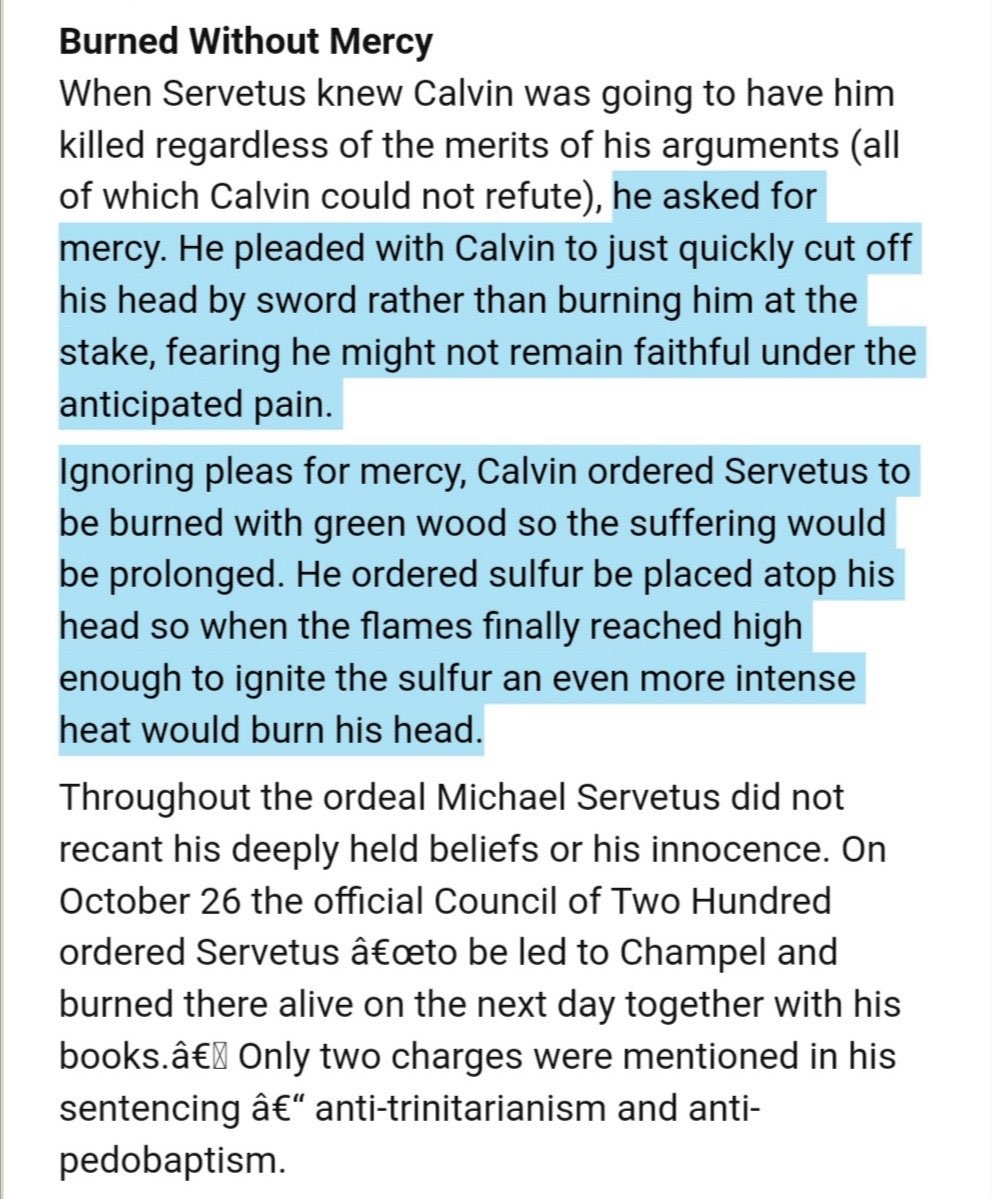 Burned Without Mercy
When Servetus knew Calvin was going to have him
killed regardless of the merits of his arguments (all
of which Calvin could not refute), he asked for
mercy. He pleaded with Calvin to just quickly cut off
his head by sword rather than burning him at the
stake, fearing he might not remain faithful under the
anticipated pain.
Ignoring pleas for mercy, Calvin ordered Servetus to
be burned with green wood so the suffering would
be prolonged. He ordered sulfur be placed atop his
head so when the flames finally reached high
enough to ignite the sulfur an even more intense
heat would burn his head.
Throughout the ordeal Michael Servetus did not
recant his deeply held beliefs or his innocence. On
October 26 the official Council of Two Hundred
ordered Servetus â€œto be led to Champel and
burned there alive on the next day together with his
books.â€ Only two charges were mentioned in his
sentencing â€“ anti-trinitarianism and anti-
pedobaptism.